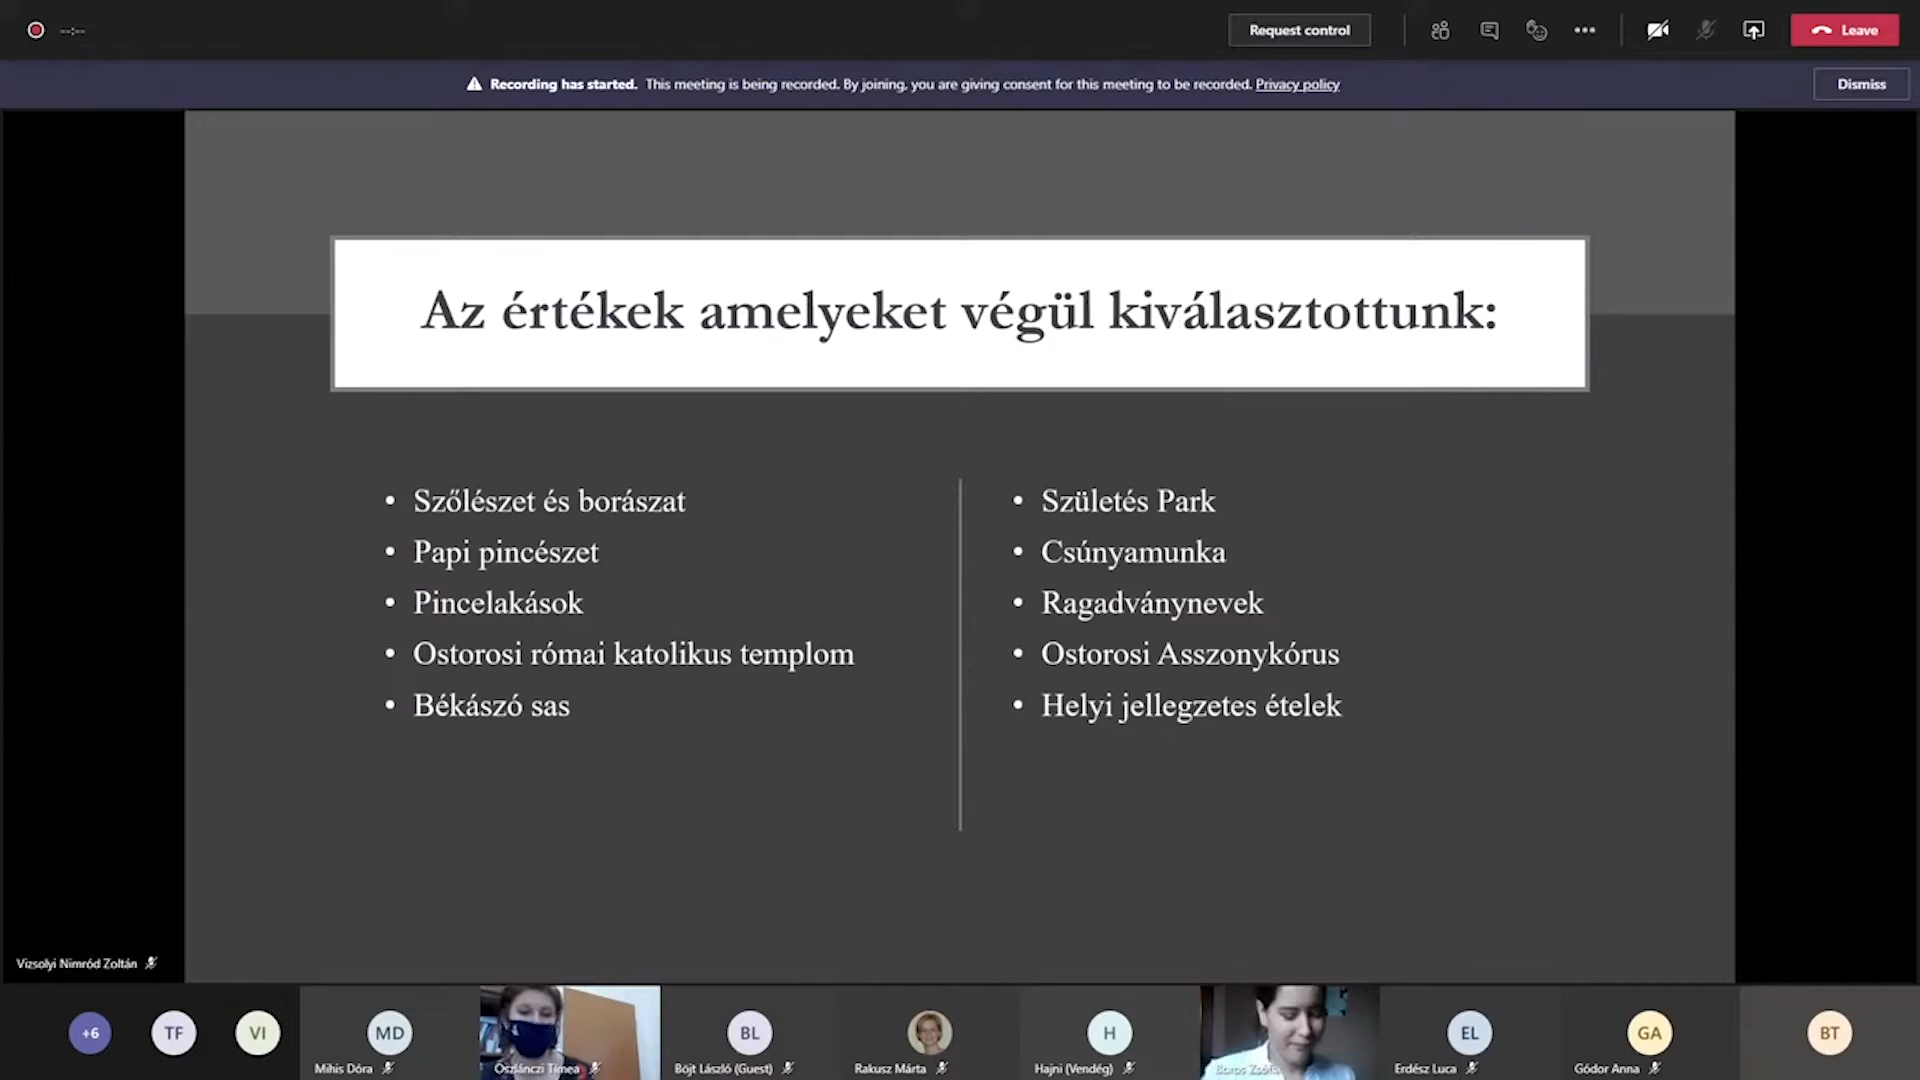 --:--
Request control
Leave
Recording has started. This meeting is being recorded. By joining, you are giving consent for this meeting to be recorded. Privacy policy
Dismiss
Az értékek amelyeket végül kiválasztottunk:
• Szőlészet és borászat
• Papi pincészet
• Pincelakások
• Ostorosi római katolikus templom
• Békászó sas
• Születés Park
• Csúnyamunka
• Ragadványnevek
• Ostorosi Asszonykórus
• Helyi jellegzetes ételek
Vizsolyi Nimród Zoltán
+6
TF
VI
MD
Mihis Dóra
Oszlánczi Tímea
BL
Böjt László (Guest)
Rakusz Márta
H
Hajni (Vendég)
Boros Zsófia
EL
Erdész Luca
GA
Gódor Anna
BT